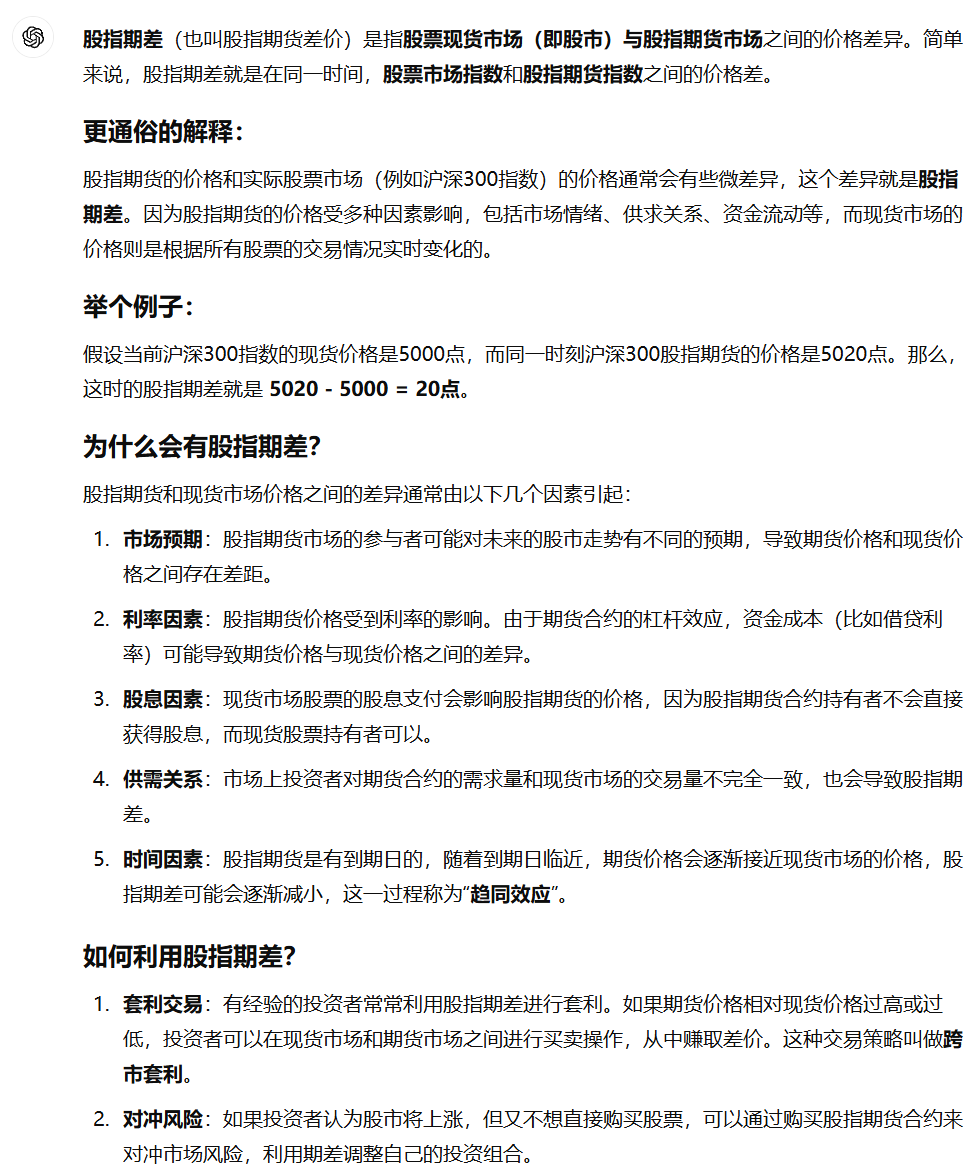 股指期差（也叫股指期货差价）是指股票现货市场（即股市）与股指期货市场之间的价格差异。简单
来说，股指期差就是在同一时间，股票市场指数和股指期货指数之间的价格差。
更通俗的解释：
股指期货的价格和实际股票市场（例如沪深300指数）的价格通常会有些微差异，这个差异就是股指
期差。因为股指期货的价格受多种因素影响，包括市场情绪、供求关系、资金流动等，而现货市场的
价格则是根据所有股票的交易情况实时变化的。
举个例子：
假设当前沪深300指数的现货价格是5000点，而同一时刻沪深300股指期货的价格是5020点。那么，
这时的股指期差就是 5020 - 5000 = 20点。
为什么会有股指期差？
股指期货和现货市场价格之间的差异通常由以下几个因素引起：
1. 市场预期：股指期货市场的参与者可能对未来的股市走势有不同的预期，导致期货价格和现货价
格之间存在差距。
2. 利率因素：股指期货价格受到利率的影响。由于期货合约的杠杆效应，资金成本（比如借贷利
率）可能导致期货价格与现货价格之间的差异。
3. 股息因素：现货市场股票的股息支付会影响股指期货的价格，因为股指期货合约持有者不会直接
获得股息，而现货股票持有者可以。
4. 供需关系：市场上投资者对期货合约的需求量和现货市场的交易量不完全一致，也会导致股指期
差。
5. 时间因素：股指期货是有到期日的，随着到期日临近，期货价格会逐渐接近现货市场的价格，股
指期差可能会逐渐减小，这一过程称为“趋同效应”。
如何利用股指期差？
1. 套利交易：有经验的投资者常常利用股指期差进行套利。如果期货价格相对现货价格过高或过
低，投资者可以在现货市场和期货市场之间进行买卖操作，从中赚取差价。这种交易策略叫做跨
市套利。
2. 对冲风险：如果投资者认为股市将上涨，但又不想直接购买股票，可以通过购买股指期货合约来
对冲市场风险，利用期差调整自己的投资组合。